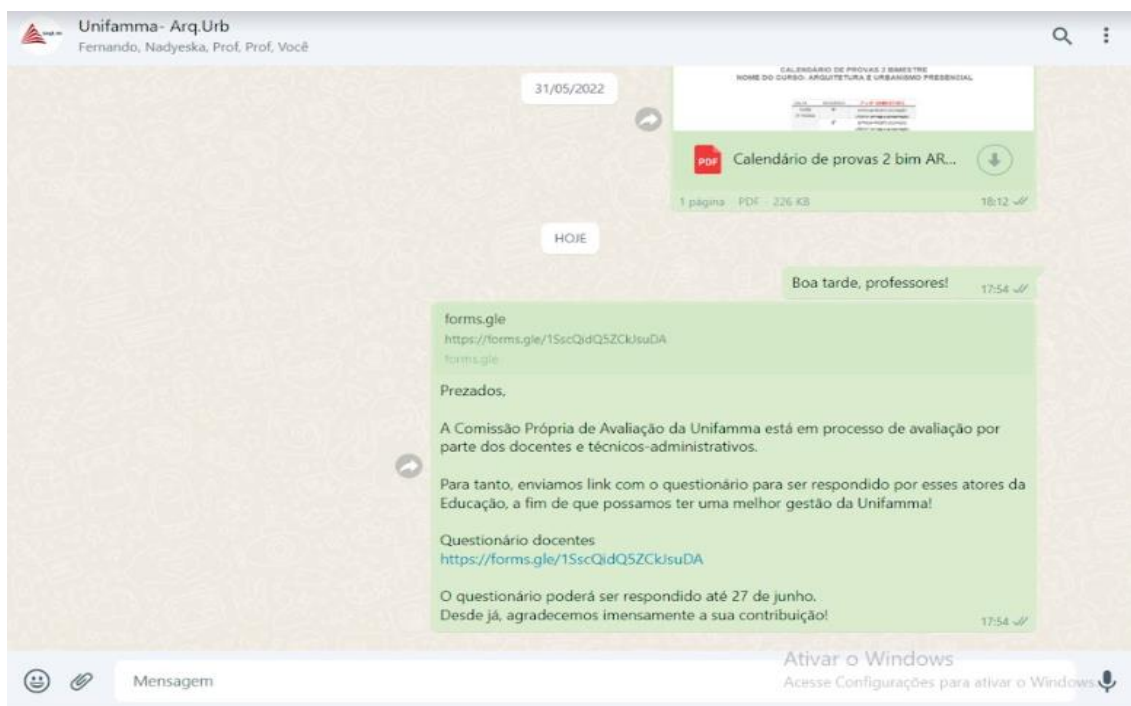 Unifamma- Arq.Urb
Fernando, Nadyeska, Prof, Prof, Você
31/05/2022
CALENDÁRIO DE PROVAS 2 BIMESTRE
NOME DO CURSO: ARQUITETURA E URBANISMO PRESENCIAL
PDF
Calendário de provas 2 bim AR...
1 página PDF 226 KB
18:12
HOJE
Boa tarde, professores!
17:54
forms.gle
https://forms.gle/1SscQidQ5ZCkJsuDA
forms.gle
Prezados,
A Comissão Própria de Avaliação da Unifamma está em processo de avaliação por
parte dos docentes e técnicos-administrativos.
Para tanto, enviamos link com o questionário para ser respondido por esses atores da
Educação, a fim de que possamos ter uma melhor gestão da Unifamma!
Questionário docentes
https://forms.gle/1SscQidQ5ZCkJsuDA
O questionário poderá ser respondido até 27 de junho.
Desde já, agradecemos imensamente a sua contribuição!
17:54
Ativar o Windows
Acesse Configurações para ativar o Windows.
Mensagem